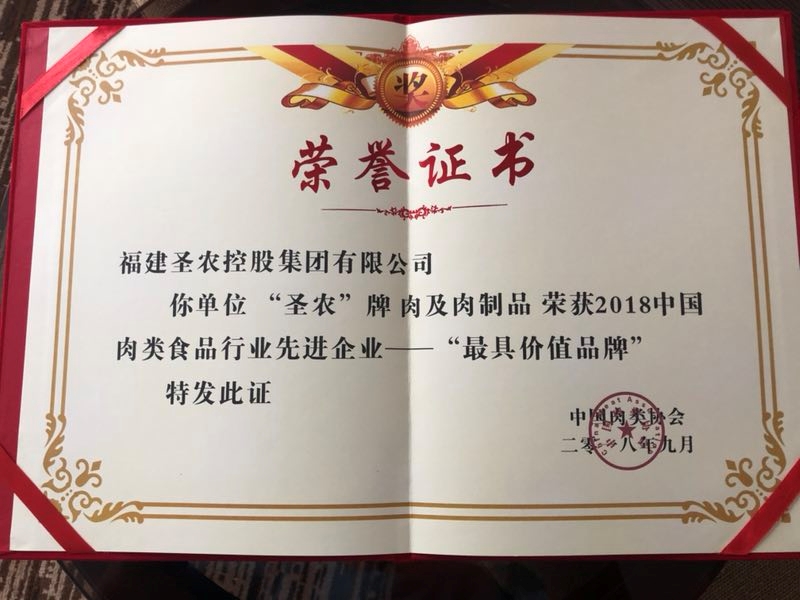 奖
荣誉证书
福建圣农控股集团有限公司
你单位 “圣农”牌 肉及肉制品 荣获2018中国
肉类食品行业先进企业——“最具价值品牌”
特发此证
中国肉类协会
二零一八年九月